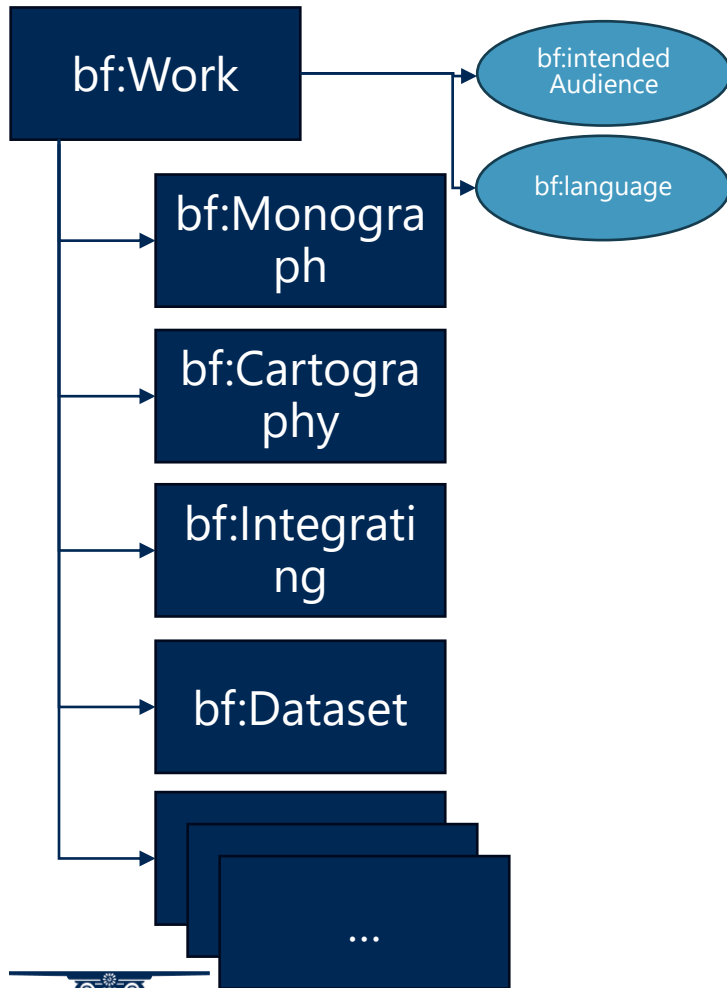 bf:Work
bf:intended
Audience
bf:language
bf:Monogra
ph
bf:Cartogra
phy
bf:Integrati
ng
bf:Dataset
...